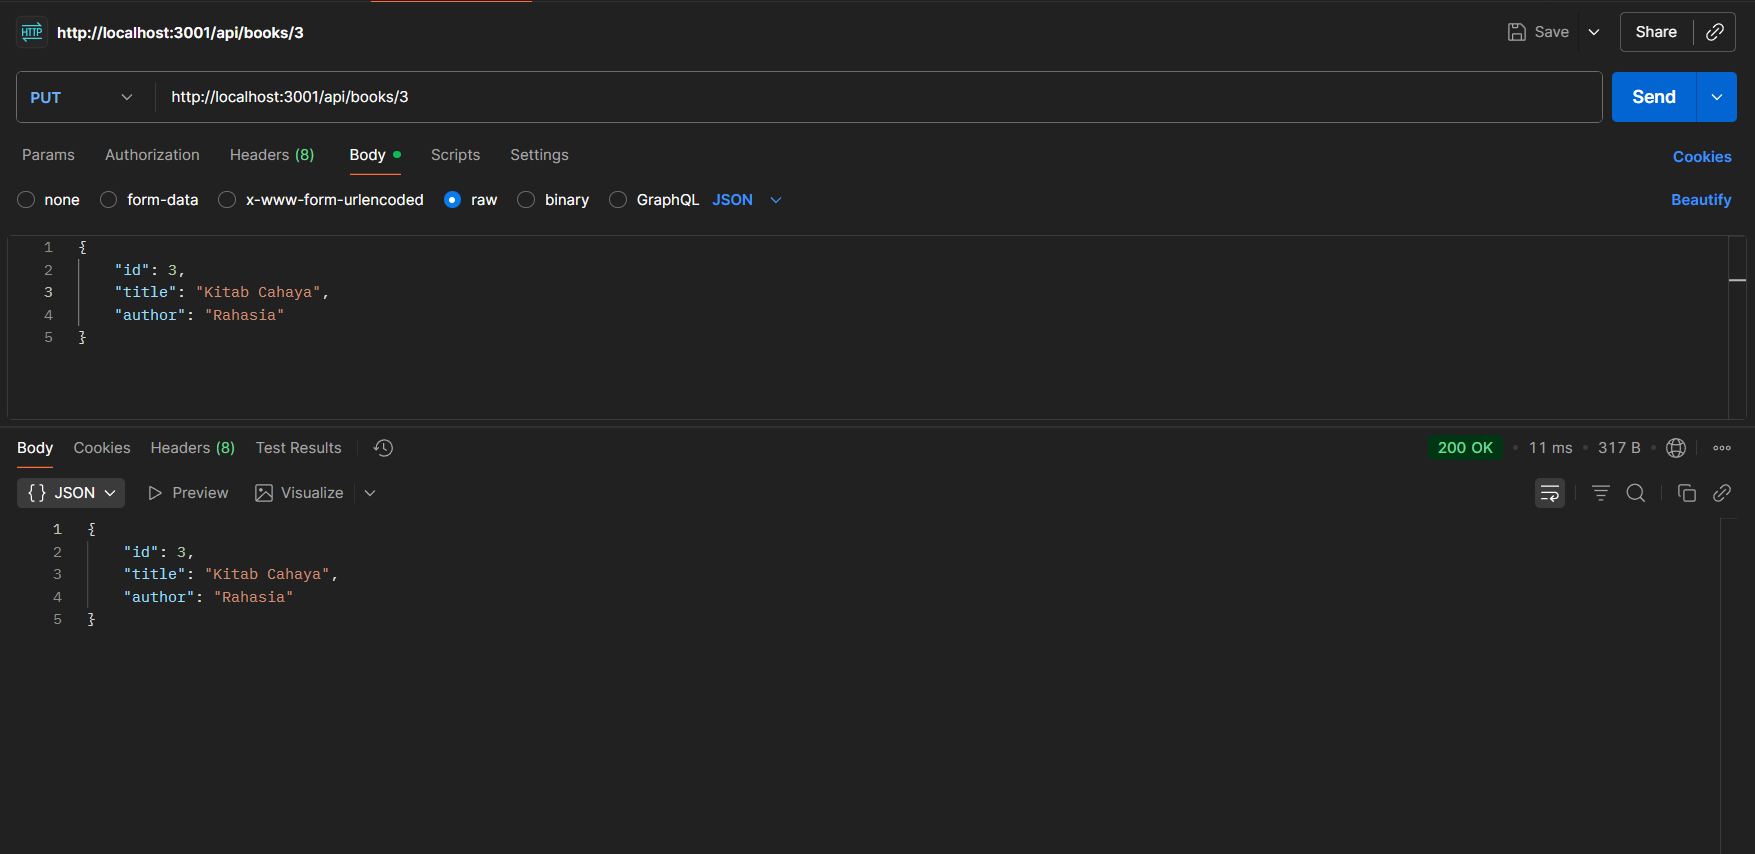 HTTP http://localhost:3001/api/books/3 Save Share
PUT http://localhost:3001/api/books/3 Send
Params Authorization Headers (8) Body Scripts Settings Cookies
none form-data x-www-form-urlencoded raw binary GraphQL JSON Beautify
1 {
2 "id": 3,
3 "title": "Kitab Cahaya",
4 "author": "Rahasia"
5 }
Body Cookies Headers (8) Test Results 200 OK • 11 ms • 317 B •
{} JSON Preview Visualize
1 {
2 "id": 3,
3 "title": "Kitab Cahaya",
4 "author": "Rahasia"
5 }